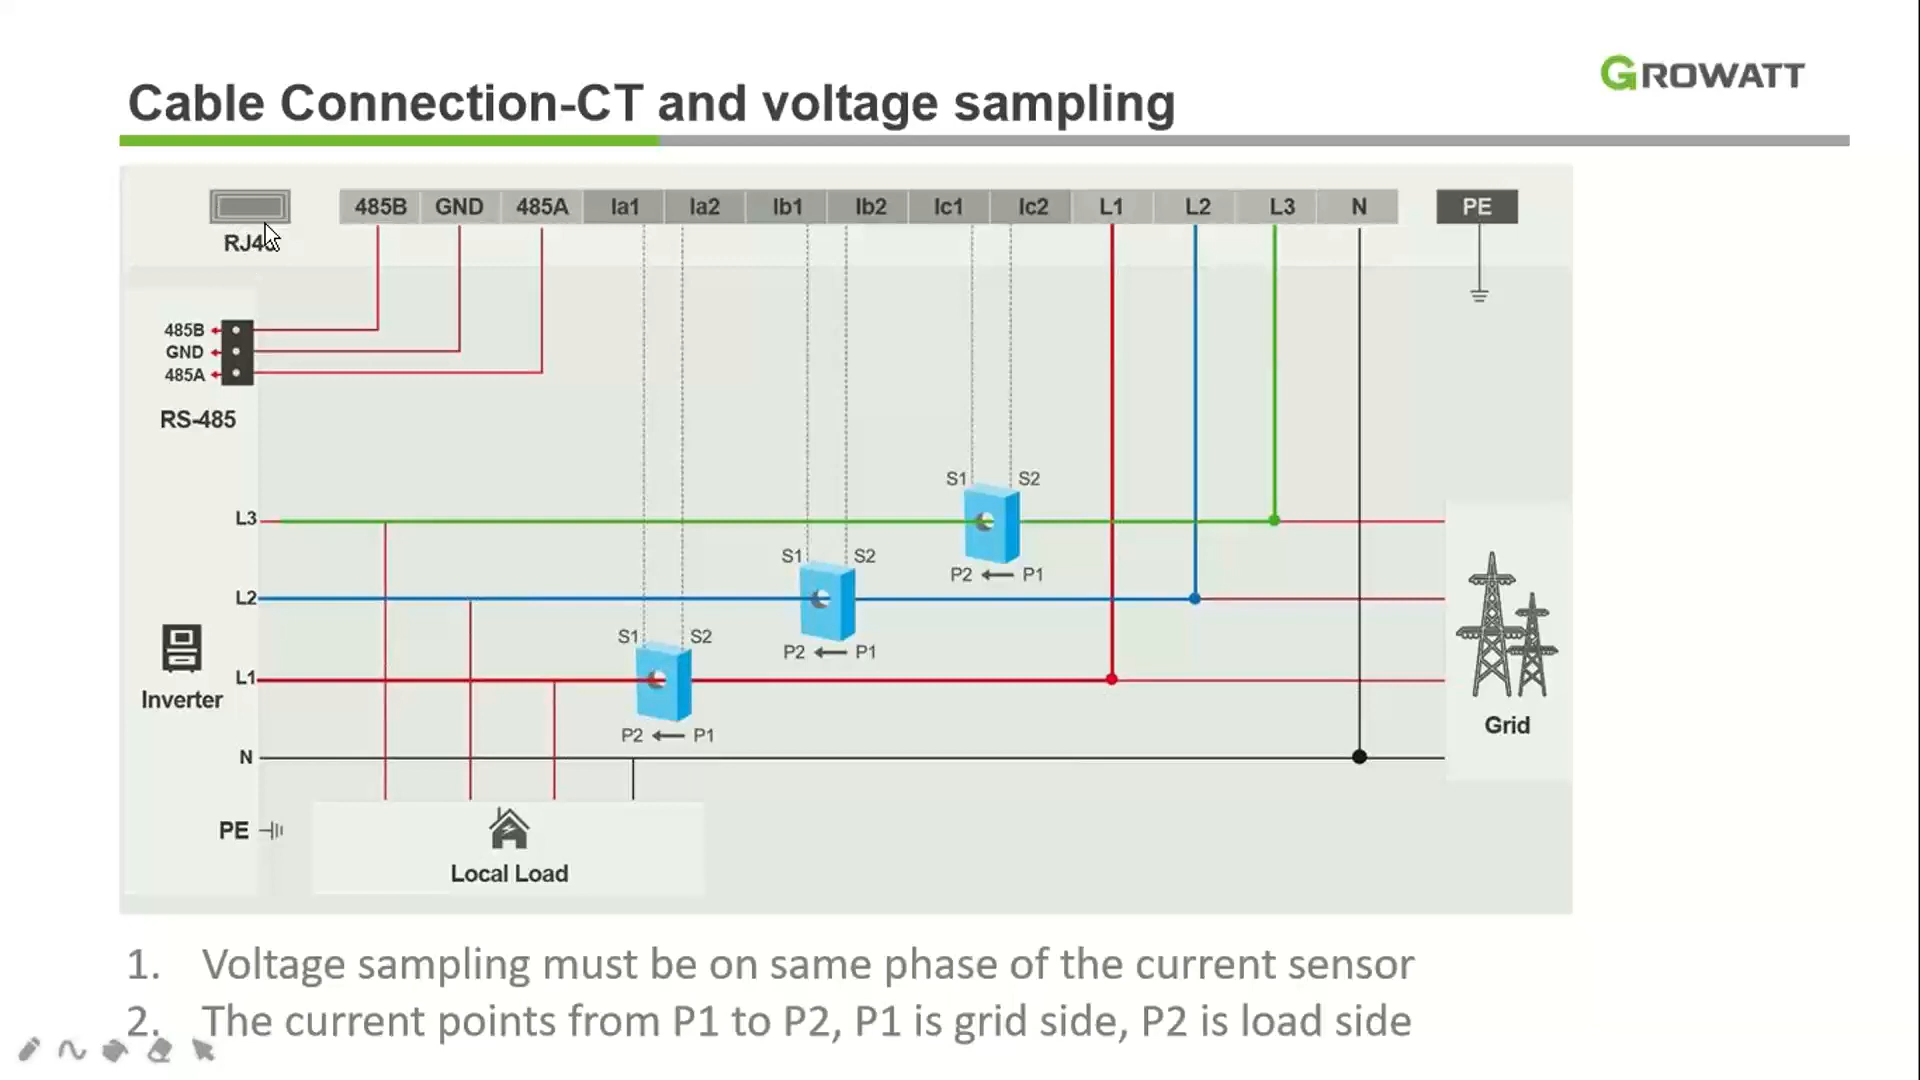 GROWATT
Cable Connection-CT and voltage sampling
485B GND 485A Ia1 Ia2 Ib1 Ib2 Ic1 Ic2 L1 L2 L3 N PE
485B
GND
485A
RS-485
S1 S2
L3
P2 P1
S1 S2
L2
P2 P1
S1 S2
L1
P2 P1
Inverter
Grid
N
PE
Local Load
1. Voltage sampling must be on same phase of the current sensor
2. The current points from P1 to P2, P1 is grid side, P2 is load side